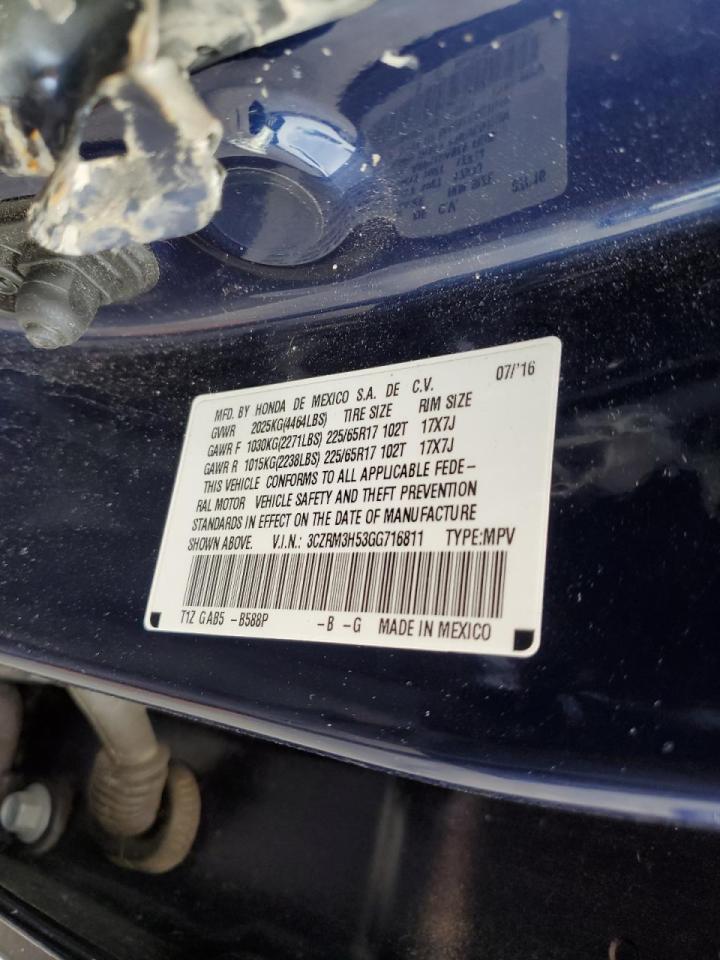 07/'16
MFD. BY HONDA DE MEXICO S.A. DE C.V.
GVWR 2025KG(4464LBS) TIRE SIZE RIM SIZE
GAWR F 1030KG(2271LBS) 225/65R17 102T 17X7J
GAWR R 1015KG(2238LBS) 225/65R17 102T 17X7J
THIS VEHICLE CONFORMS TO ALL APPLICABLE FEDE-
RAL MOTOR VEHICLE SAFETY AND THEFT PREVENTION
STANDARDS IN EFFECT ON THE DATE OF MANUFACTURE
SHOWN ABOVE. V.I.N.: 3CZRM3H53GG716811 TYPE:MPV
T1Z GAB5 -B588P -B -G MADE IN MEXICO